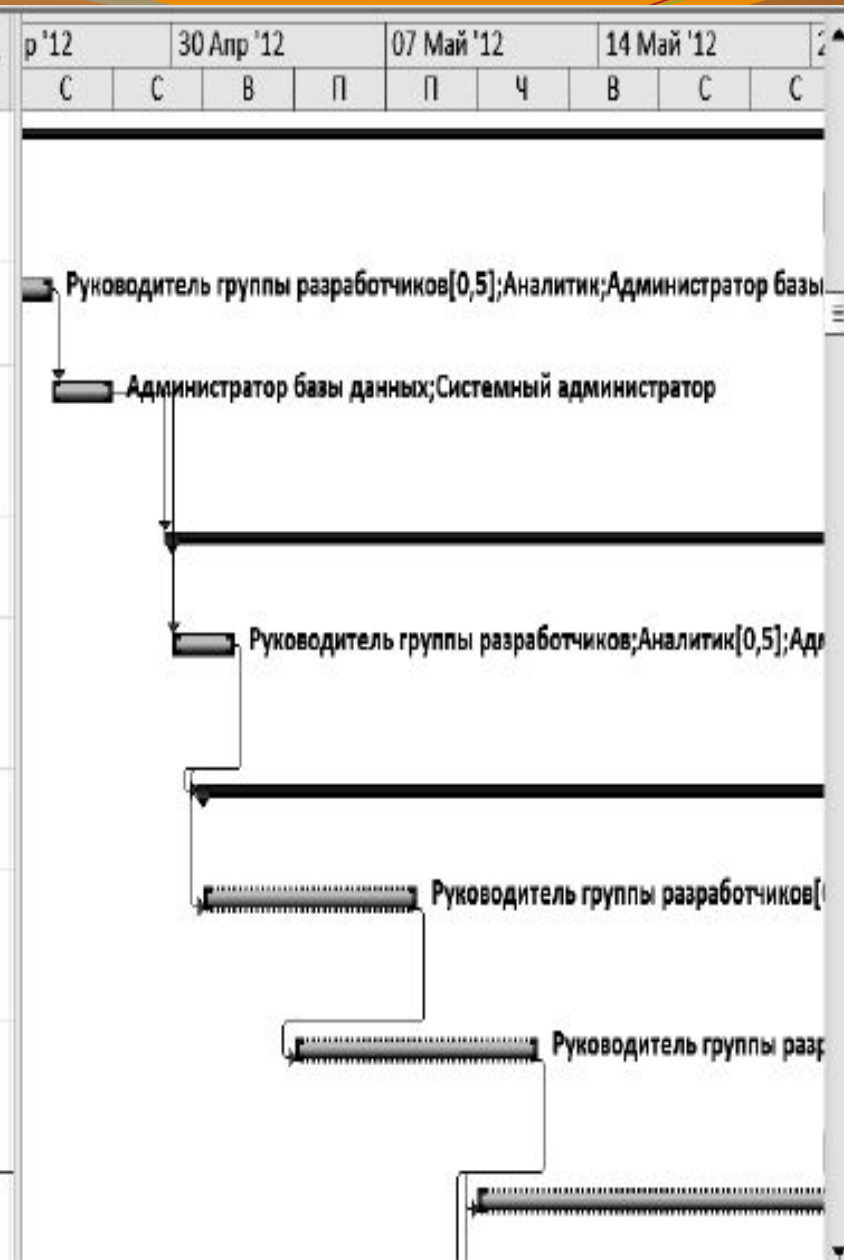 р '12 30 Апр '12 07 Май '12 14 Май '12
С С В П П Ч В С С
Руководитель группы разработчиков[0,5];Аналитик;Администратор базы
Администратор базы данных;Системный администратор
Руководитель группы разработчиков;Аналитик[0,5];Адм
Руководитель группы разработчиков[
Руководитель группы разр